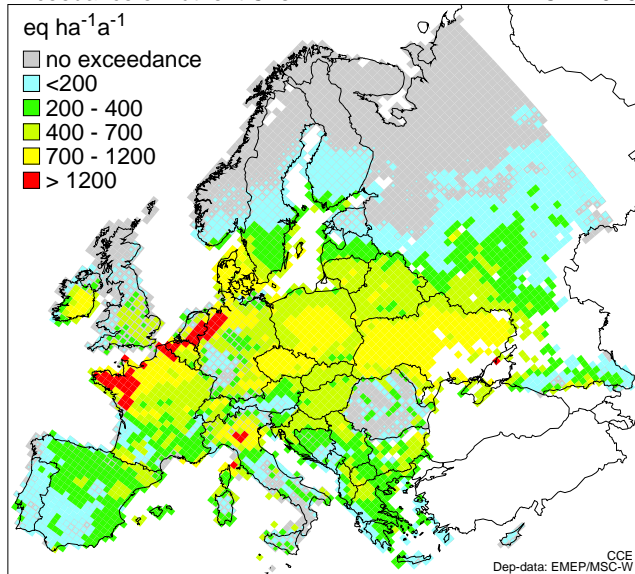 eq ha⁻¹a⁻¹
no exceedance
<200
200 - 400
400 - 700
700 - 1200
> 1200
CCE
Dep-data: EMEP/MSC-W